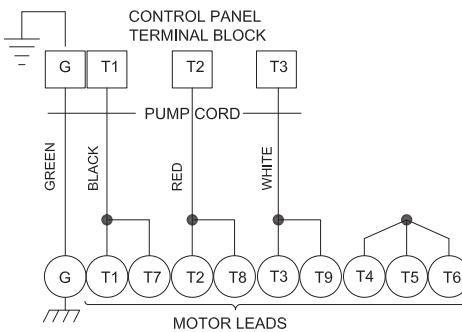 CONTROL PANEL
TERMINAL BLOCK
G T1 T2 T3
PUMP CORD
GREEN
BLACK
RED
WHITE
G T1 T7 T2 T8 T3 T9 T4 T5 T6
MOTOR LEADS